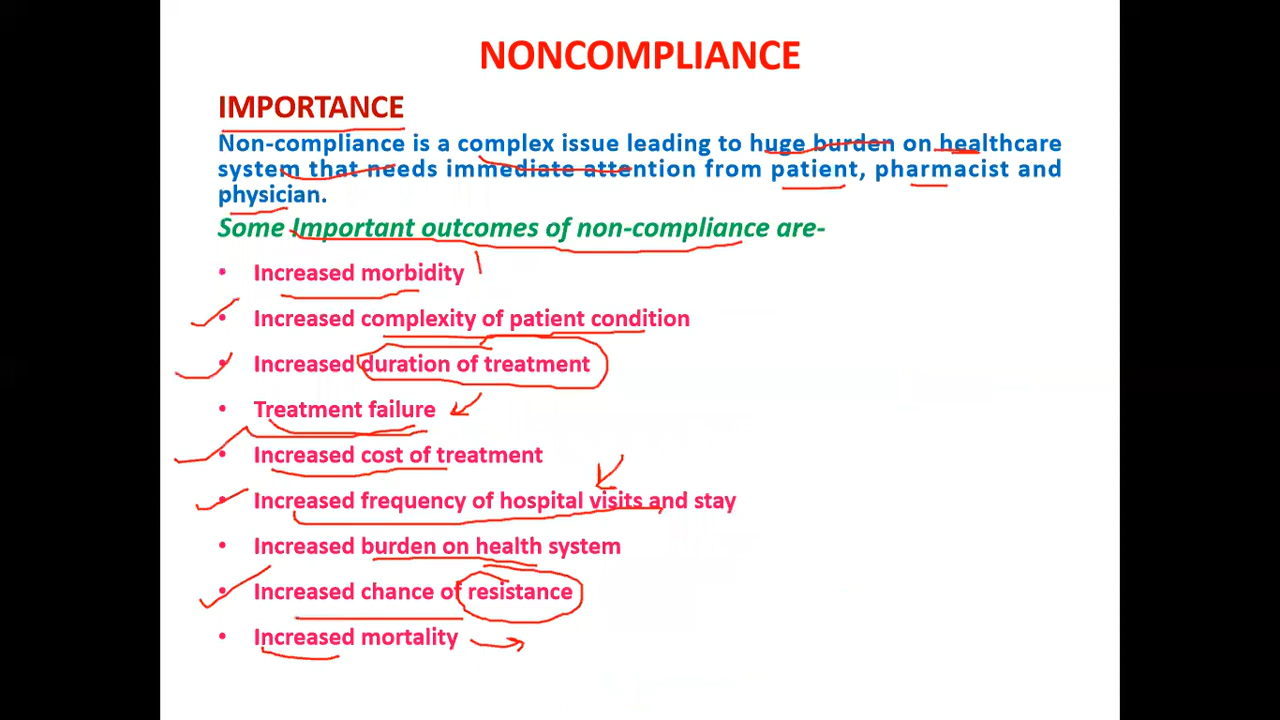 NONCOMPLIANCE
IMPORTANCE
Non-compliance is a complex issue leading to huge burden on healthcare
system that needs immediate attention from patient, pharmacist and
physician.
Some Important outcomes of non-compliance are-
• Increased morbidity
• Increased complexity of patient condition
• Increased duration of treatment
• Treatment failure
• Increased cost of treatment
• Increased frequency of hospital visits and stay
• Increased burden on health system
• Increased chance of resistance
• Increased mortality